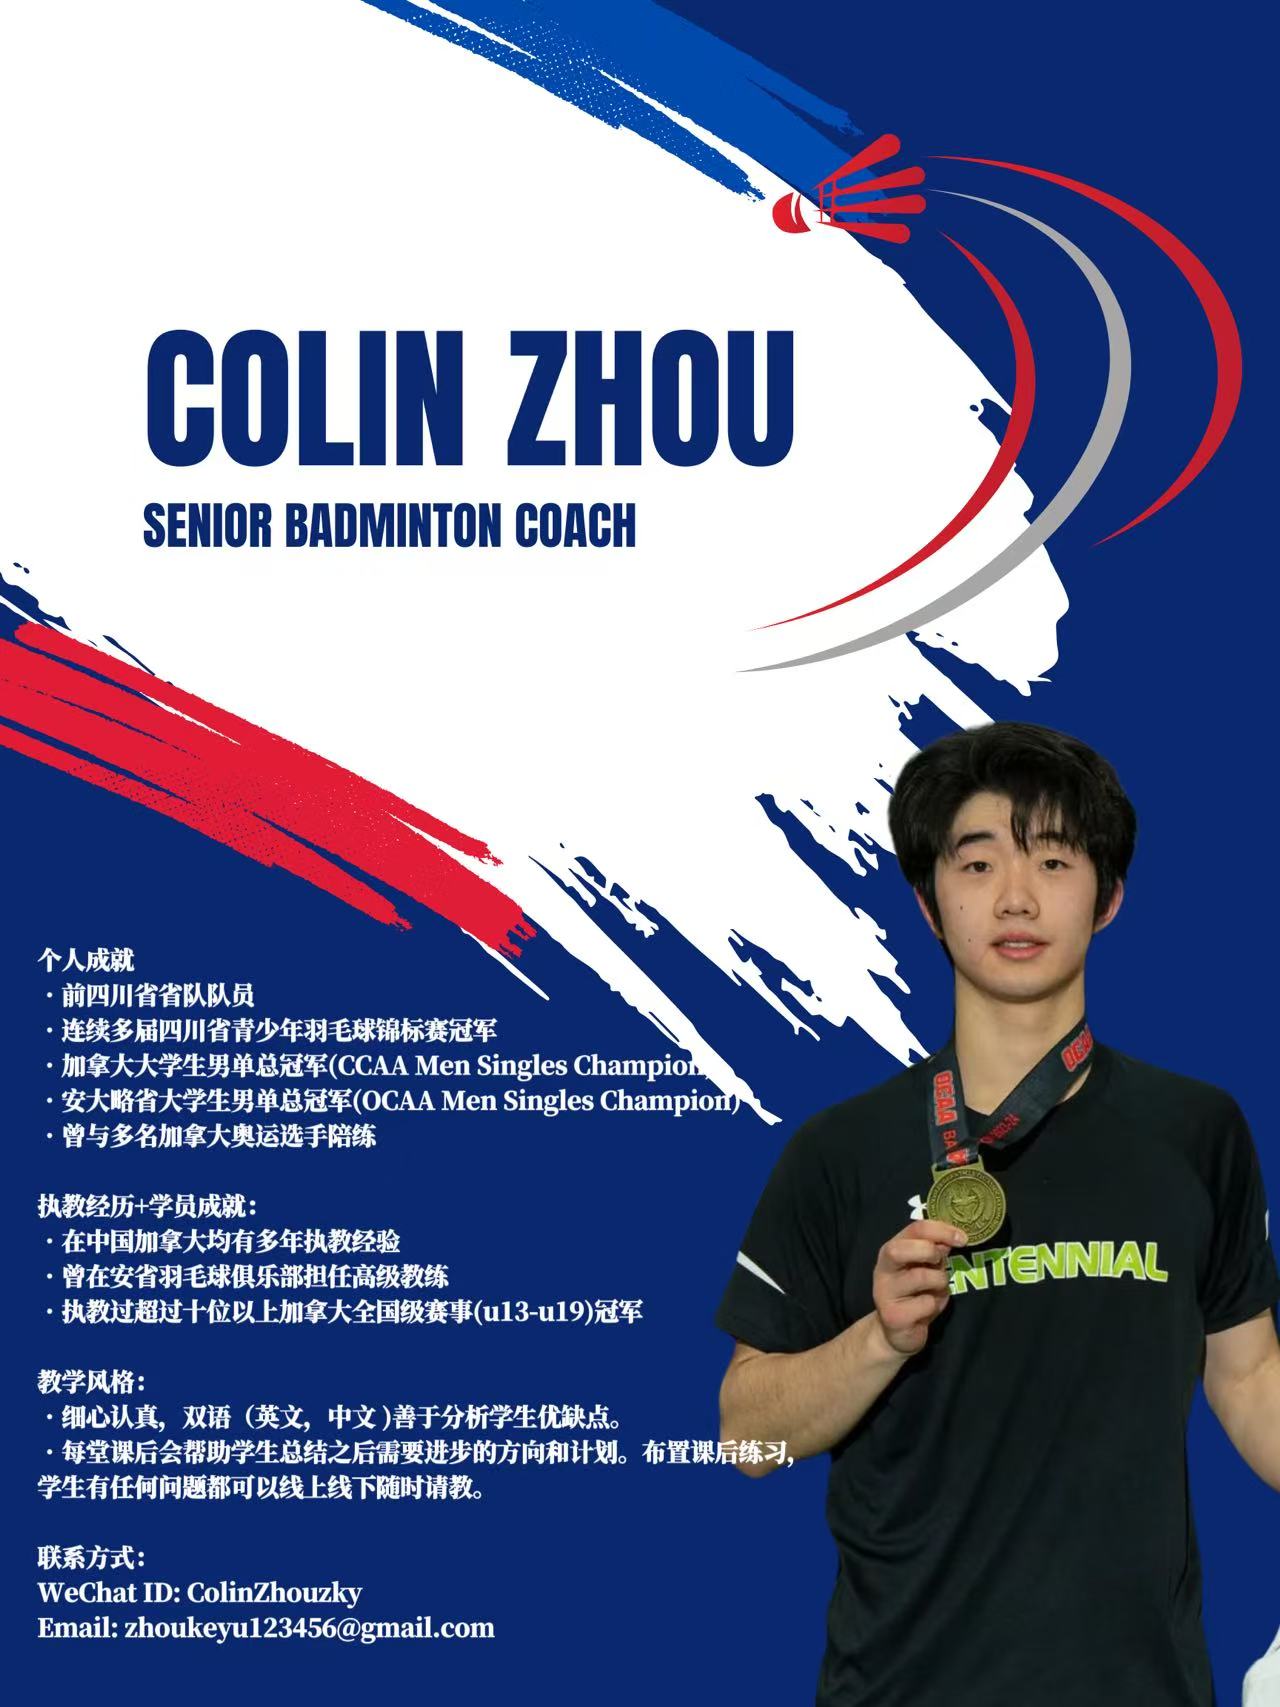 COLIN ZHOU
SENIOR BADMINTON COACH
个人成就
· 前四川省省队队员
· 连续多届四川省青少年羽毛球锦标赛冠军
· 加拿大大学生男单总冠军(CCAA Men Singles Champion)
· 安大略省大学生男单总冠军(OCAA Men Singles Champion)
· 曾与多名加拿大奥运选手陪练
执教经历+学员成就：
· 在中国加拿大均有多年执教经验
· 曾在安省羽毛球俱乐部担任高级教练
· 执教过超过十位以上加拿大全国级赛事(u13-u19)冠军
教学风格：
· 细心认真，双语（英文，中文 )善于分析学生优缺点。
· 每堂课后会帮助学生总结之后需要进步的方向和计划。布置课后练习，
学生有任何问题都可以线上线下随时请教。
联系方式：
WeChat ID: ColinZhouzky
Email: zhoukeyu123456@gmail.com
OCAA
OCAA
ENTENNIAL